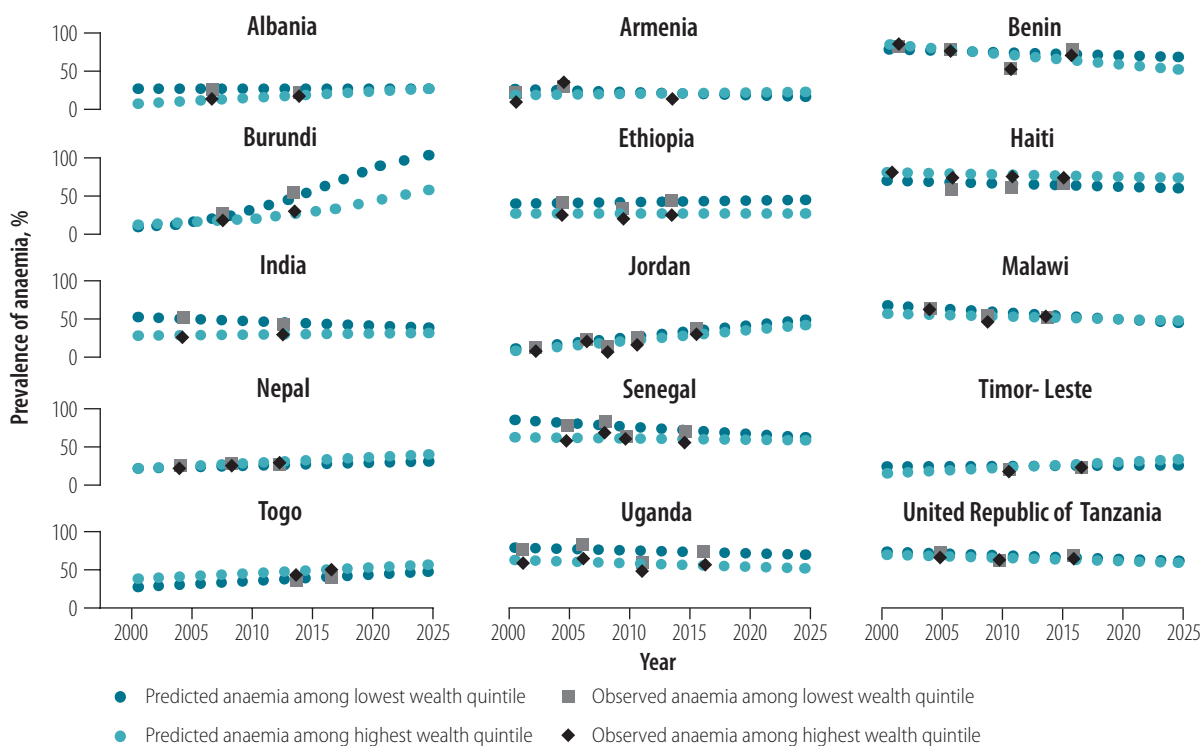 Albania
Armenia
Benin
100
50
0
Burundi
Ethiopia
Haiti
100
50
0
India
Jordan
Malawi
100
50
0
Nepal
Senegal
Timor- Leste
100
50
0
Togo
Uganda
United Republic of Tanzania
100
50
0
Prevalence of anaemia, %
2000 2005 2010 2015 2020 2025
2000 2005 2010 2015 2020 2025
2000 2005 2010 2015 2020 2025
Year
Predicted anaemia among lowest wealth quintile
Observed anaemia among lowest wealth quintile
Predicted anaemia among highest wealth quintile
Observed anaemia among highest wealth quintile